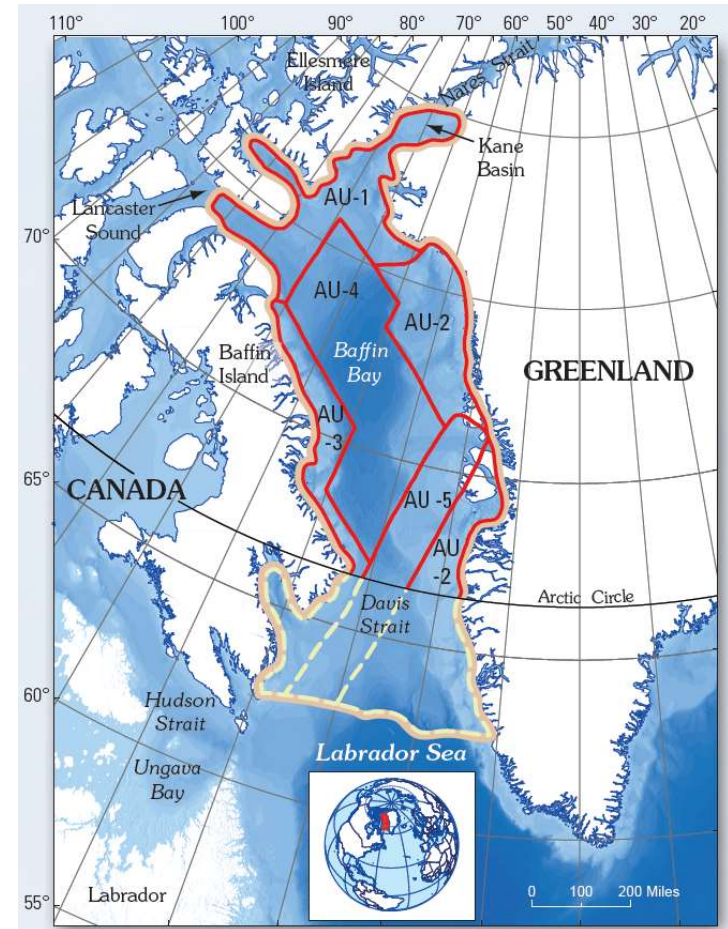 110°
100°
90°
80°
70°
60°
50°
40°
30°
20°
Ellesmere
Island
Nares Strait
Kane
Basin
Lancaster
Sound
AU-1
70°
AU-4
AU-2
Baffin
Bay
Baffin
Island
GREENLAND
AU
-3
65°
CANADA
AU -5
AU
-2
Arctic Circle
Davis
Strait
60°
Hudson
Strait
Labrador Sea
Ungava
Bay
Labrador
0 100 200 Miles
55°